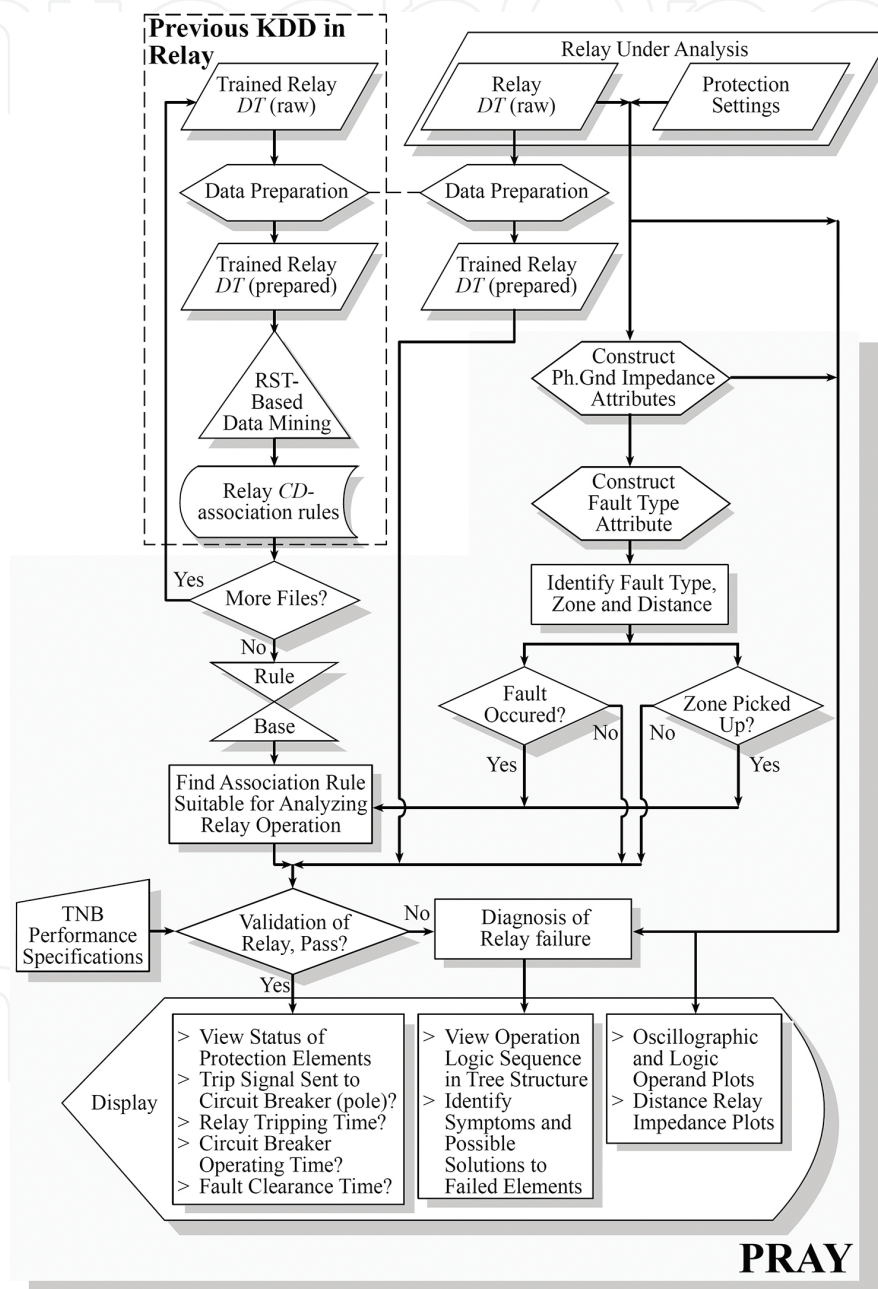 Previous KDD in
Relay
Trained Relay
DT (raw)
Data Preparation
Trained Relay
DT (prepared)
RST-
Based
Data Mining
Relay CD-
association rules
Relay Under Analysis
Relay
DT (raw)
Protection
Settings
Data Preparation
Trained Relay
DT (prepared)
Construct
Ph.Gnd Impedance
Attributes
Construct
Fault Type
Attribute
Identify Fault Type,
Zone and Distance
Yes
More Files?
No
Rule
Base
Fault
Occured?
No
Yes
Zone Picked
Up?
No
Yes
Find Association Rule
Suitable for Analyzing
Relay Operation
TNB
Performance
Specifications
Validation of
Relay, Pass?
No
Yes
Diagnosis of
Relay failure
Display
> View Status of
Protection Elements
> Trip Signal Sent to
Circuit Breaker (pole)?
> Relay Tripping Time?
> Circuit Breaker
Operating Time?
> Fault Clearance Time?
> View Operation
Logic Sequence
in Tree Structure
> Identify
Symptoms and
Possible
Solutions to
Failed Elements
> Oscillographic
and Logic
Operand Plots
> Distance Relay
Impedance Plots
PRAY